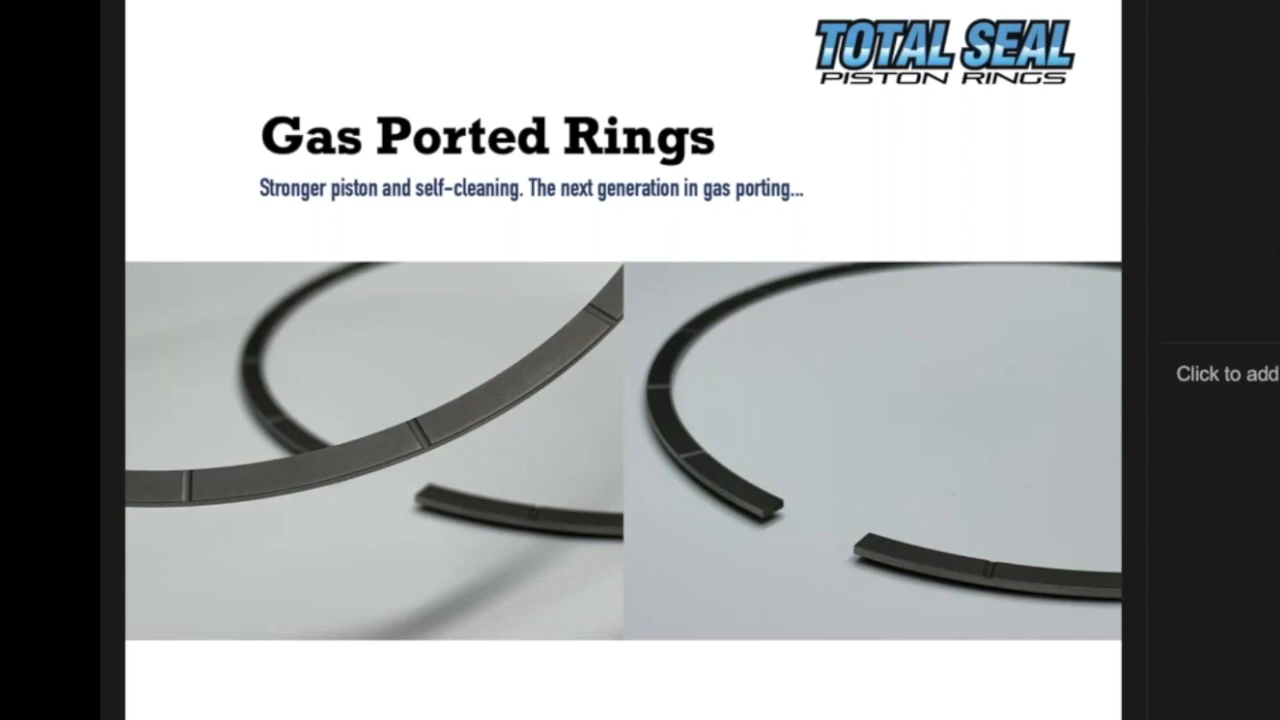 TOTAL SEAL
PISTON RINGS
Gas Ported Rings
Stronger piston and self-cleaning. The next generation in gas porting...
Click to add